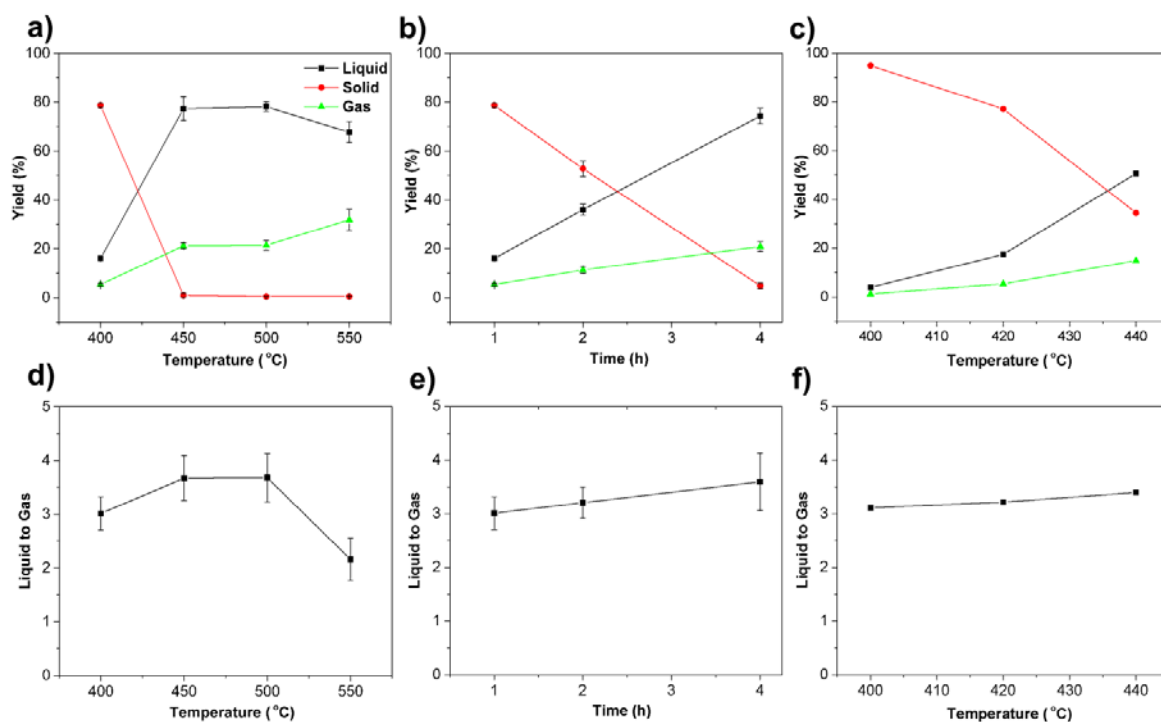 a)
100
80
60
40
20
0
Yield (%)
Liquid
Solid
Gas
400 450 500 550
Temperature (°C)
b)
100
80
60
40
20
0
Yield (%)
1 2 3 4
Time (h)
c)
100
80
60
40
20
0
Yield (%)
400 410 420 430 440
Temperature (°C)
d)
5
4
3
2
1
0
Liquid to Gas
400 450 500 550
Temperature (°C)
e)
5
4
3
2
1
0
Liquid to Gas
1 2 3 4
Time (h)
f)
5
4
3
2
1
0
Liquid to Gas
400 410 420 430 440
Temperature (°C)